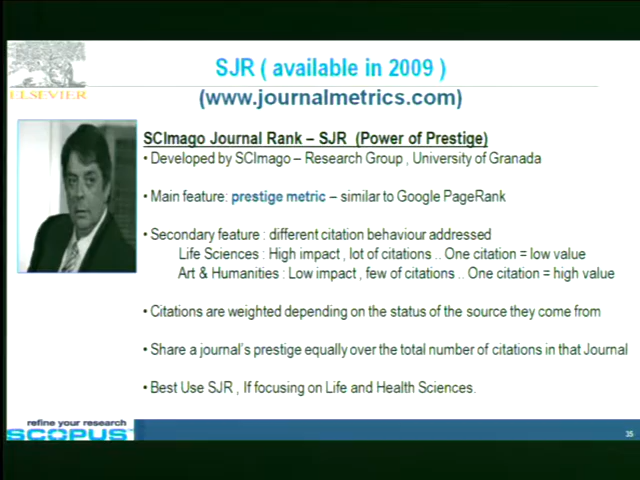 SJR ( available in 2009 )
(www.journalmetrics.com)
ELSEVIER
SCImago Journal Rank – SJR (Power of Prestige)
• Developed by SCImago – Research Group , University of Granada
• Main feature: prestige metric – similar to Google PageRank
• Secondary feature : different citation behaviour addressed
Life Sciences : High impact , lot of citations .. One citation = low value
Art & Humanities : Low impact , few of citations .. One citation = high value
• Citations are weighted depending on the status of the source they come from
• Share a journal's prestige equally over the total number of citations in that Journal
• Best Use SJR , If focusing on Life and Health Sciences.
refine your research
SCOPUS
35